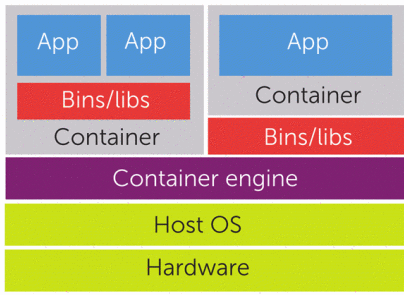 App App
Bins/libs
Container
App
Container
Bins/libs
Container engine
Host OS
Hardware